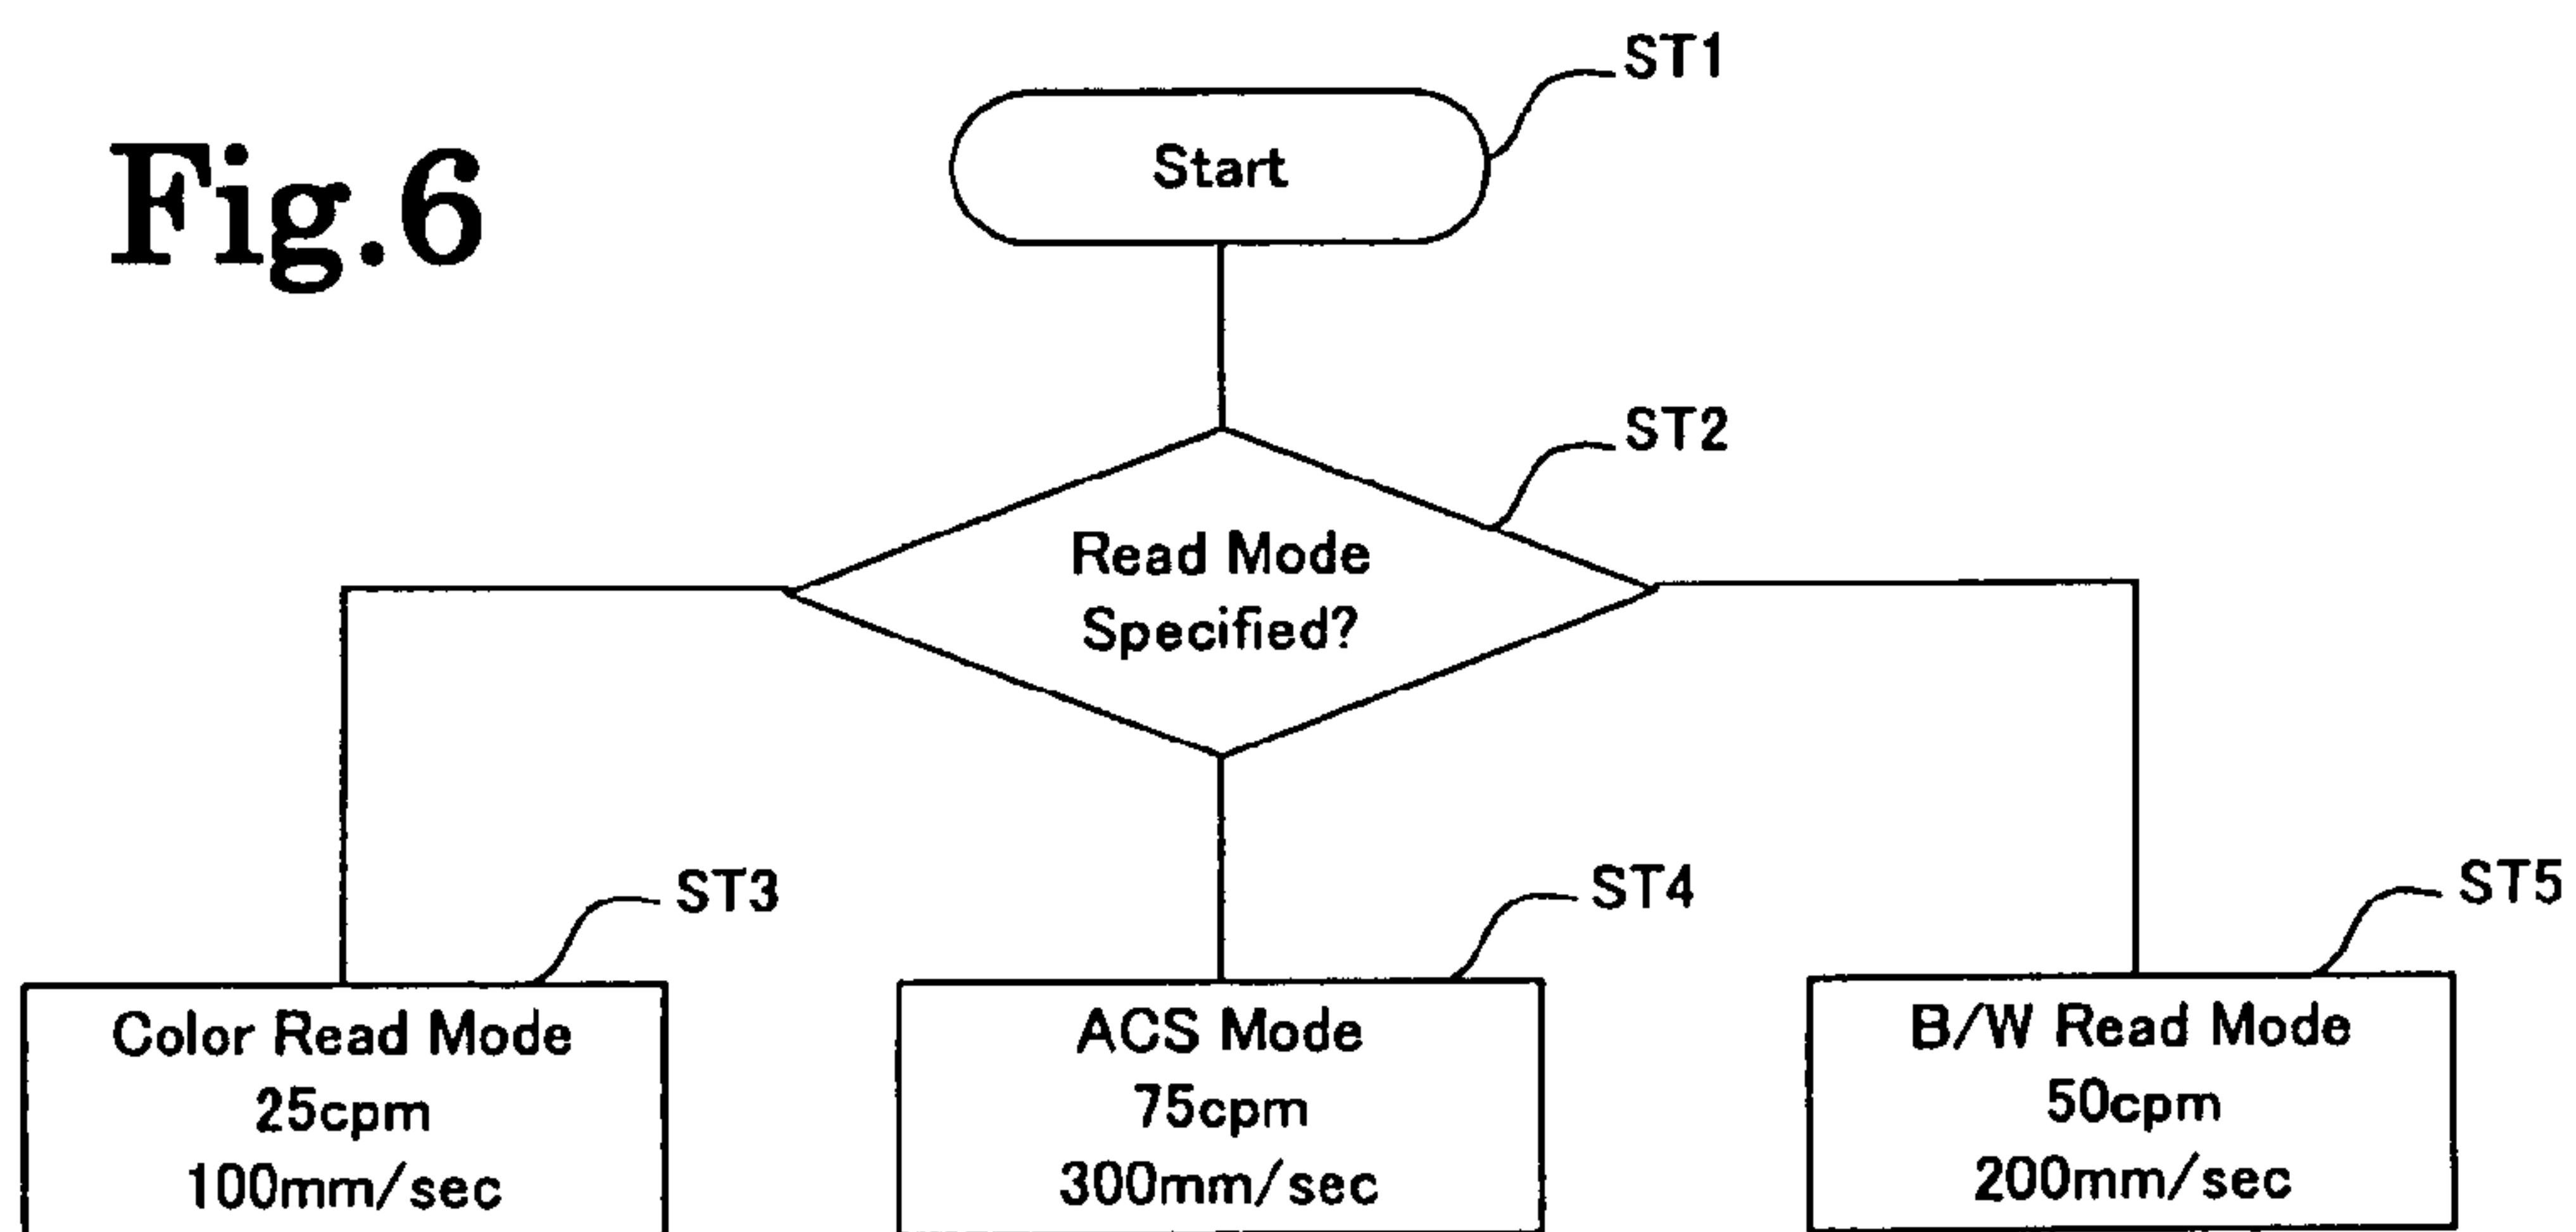 Fig.6
ST1
Start
ST2
Read Mode
Specified?
ST3
Color Read Mode
25cpm
100mm/sec
ST4
ACS Mode
75cpm
300mm/sec
ST5
B/W Read Mode
50cpm
200mm/sec